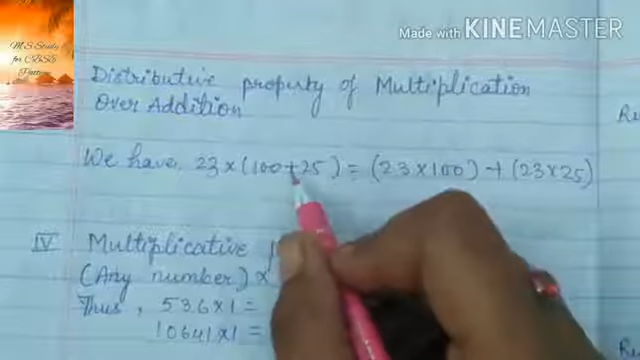 M.S Study
for CBSE
Pattern
Made with KINEMASTER
Distributive property of Multiplication
Over Addition
We have, 23 × (100 + 25) = (23 × 100) + (23 × 25)
IV Multiplicative
(Any number) ×
Thus, 536 × 1 =
10641 × 1 =